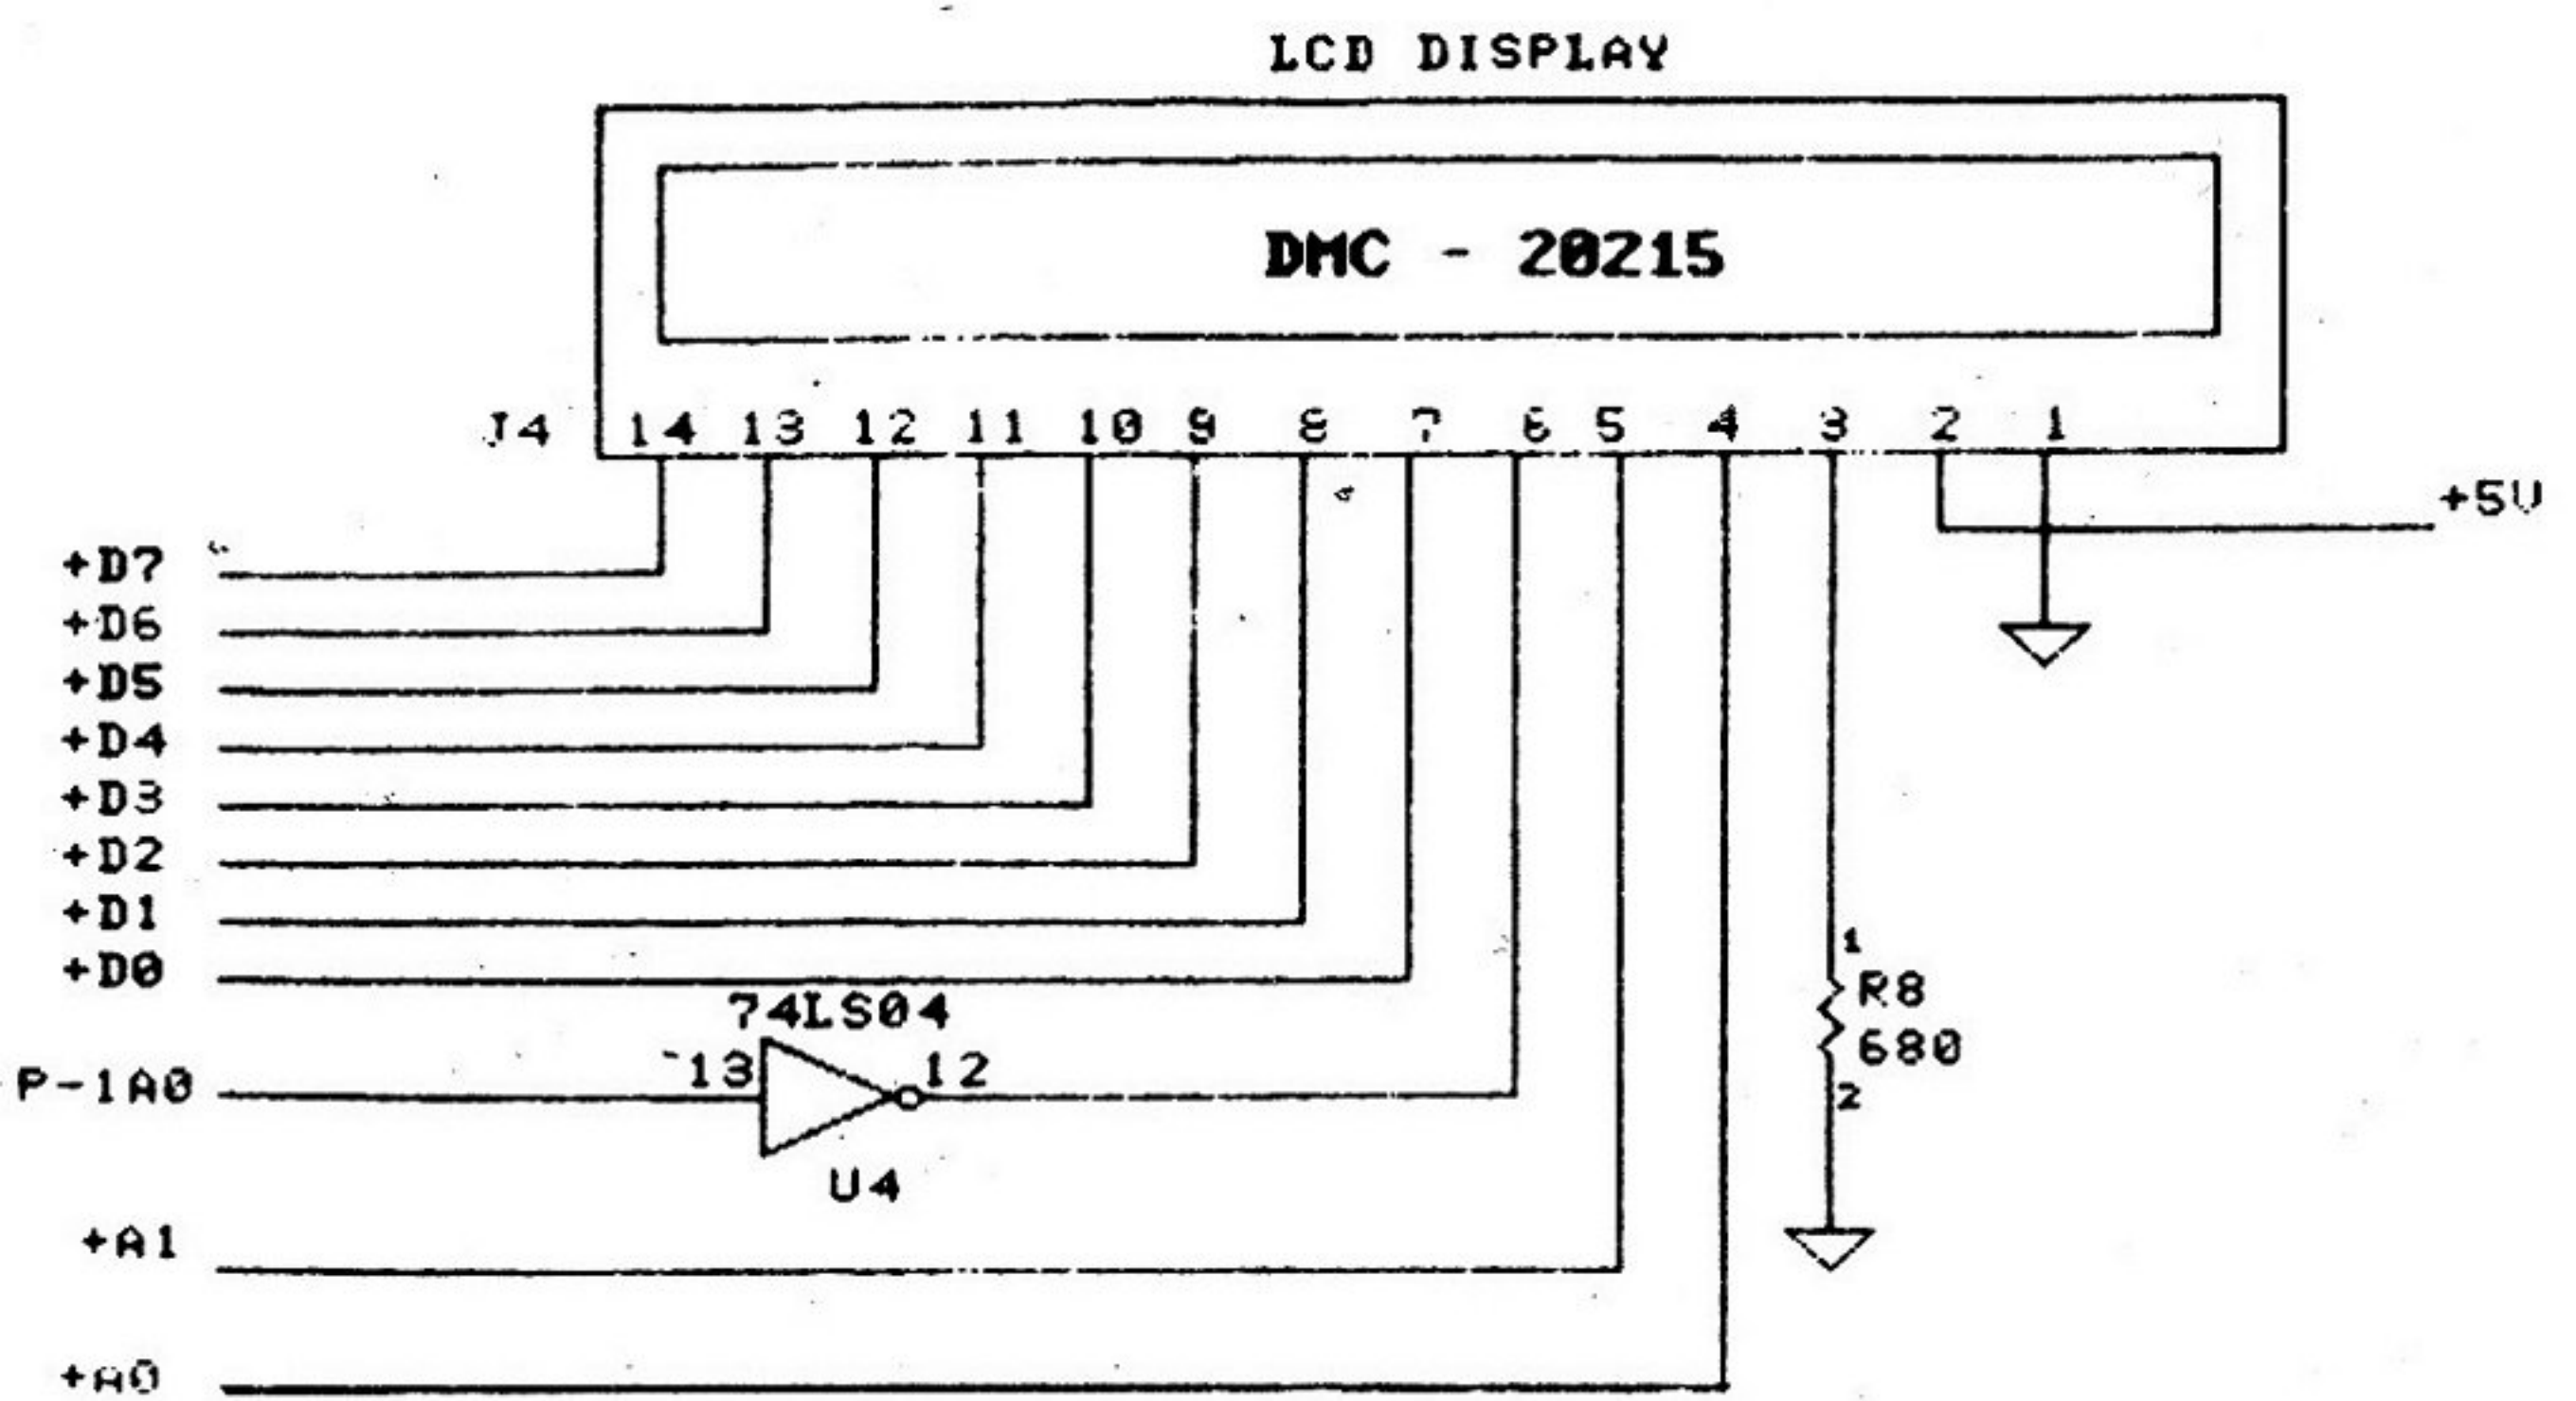 LCD DISPLAY
DMC - 20215
J4 14 13 12 11 10 9 8 7 6 5 4 3 2 1
+5V
+D7
+D6
+D5
+D4
+D3
+D2
+D1
+D0
74LS04
P-1A0 13 12
U4
1
R8
680
2
+A1
+A0